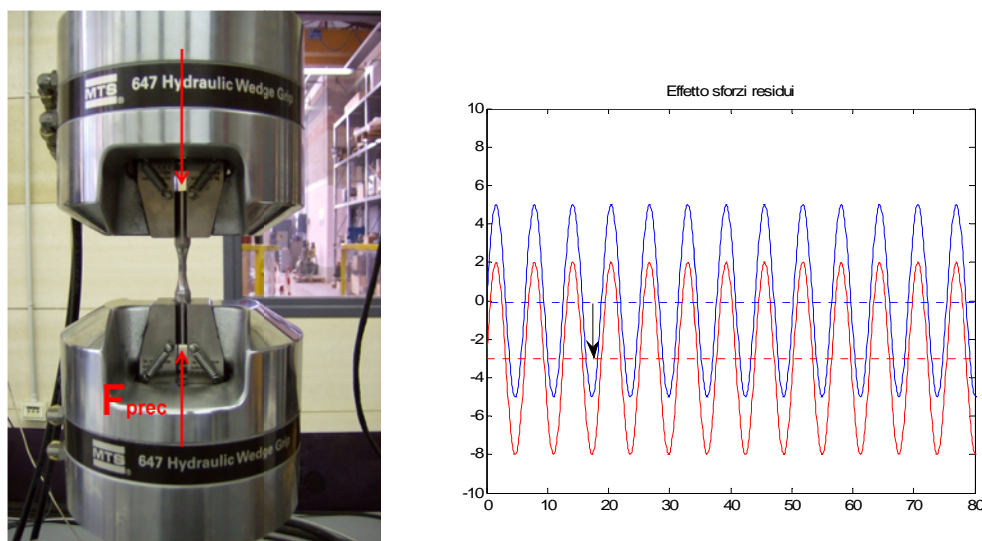 MTS®
647 Hydraulic Wedge Grip
Fprec
MTS®
647 Hydraulic Wedge Grip
Effetto sforzi residui
10
8
6
4
2
0
-2
-4
-6
-8
-10
0 10 20 30 40 50 60 70 80